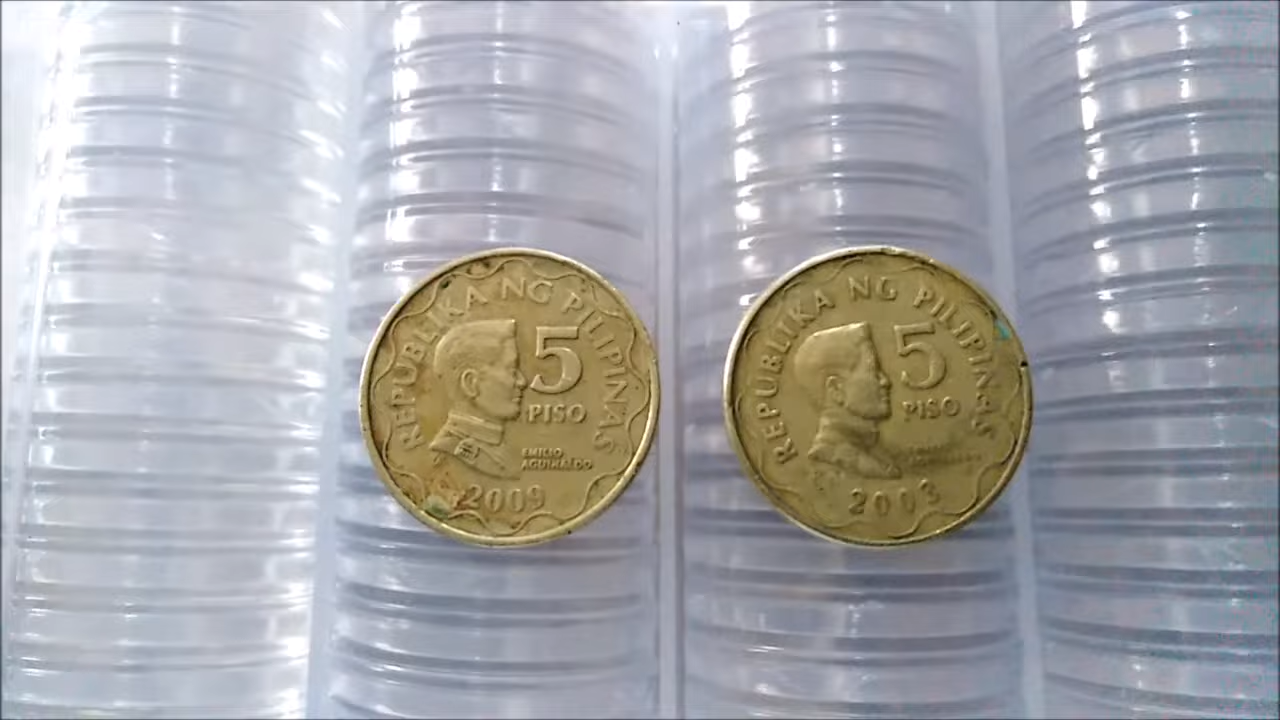 REPUBLIKA NG PILIPINAS
5
PISO
EMILIO
AGUINALDO
2009
REPUBLIKA NG PILIPINAS
5
PISO
2003